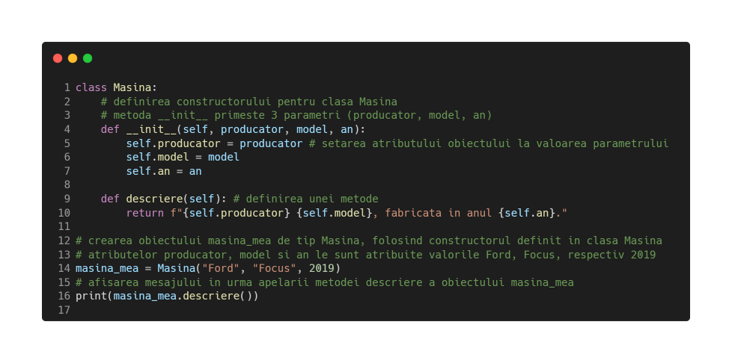 1 class Masina:
2     # definirea constructorului pentru clasa Masina
3     # metoda __init__ primeste 3 parametri (producator, model, an)
4     def __init__(self, producator, model, an):
5         self.producator = producator # setarea atributului obiectului la valoarea parametrului
6         self.model = model
7         self.an = an
8
9     def descriere(self): # definirea unei metode
10         return f"{self.producator} {self.model}, fabricata in anul {self.an}."
11
12 # crearea obiectului masina_mea de tip Masina, folosind constructorul definit in clasa Masina
13 # atributelor producator, model si an le sunt atribuite valorile Ford, Focus, respectiv 2019
14 masina_mea = Masina("Ford", "Focus", 2019)
15 # afisarea mesajului in urma apelarii metodei descriere a obiectului masina_mea
16 print(masina_mea.descriere())
17